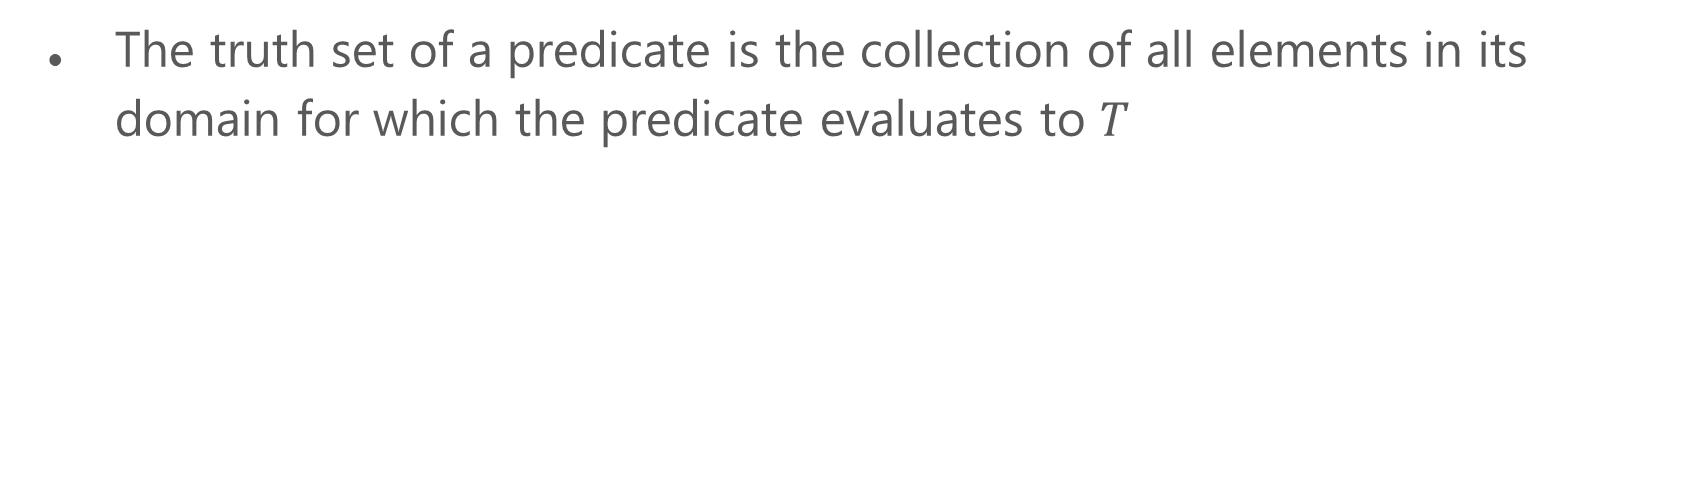 • The truth set of a predicate is the collection of all elements in its
domain for which the predicate evaluates to T